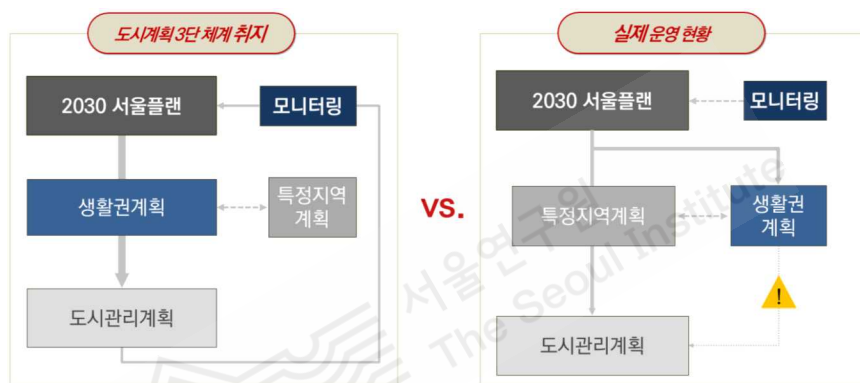 도시계획 3단 체계 취지
2030 서울플랜
모니터링
생활권계획
특정지역
계획
도시관리계획
VS.
실제 운영 현황
2030 서울플랜
모니터링
특정지역계획
생활권
계획
!
도시관리계획
서울연구원
The Seoul Institute